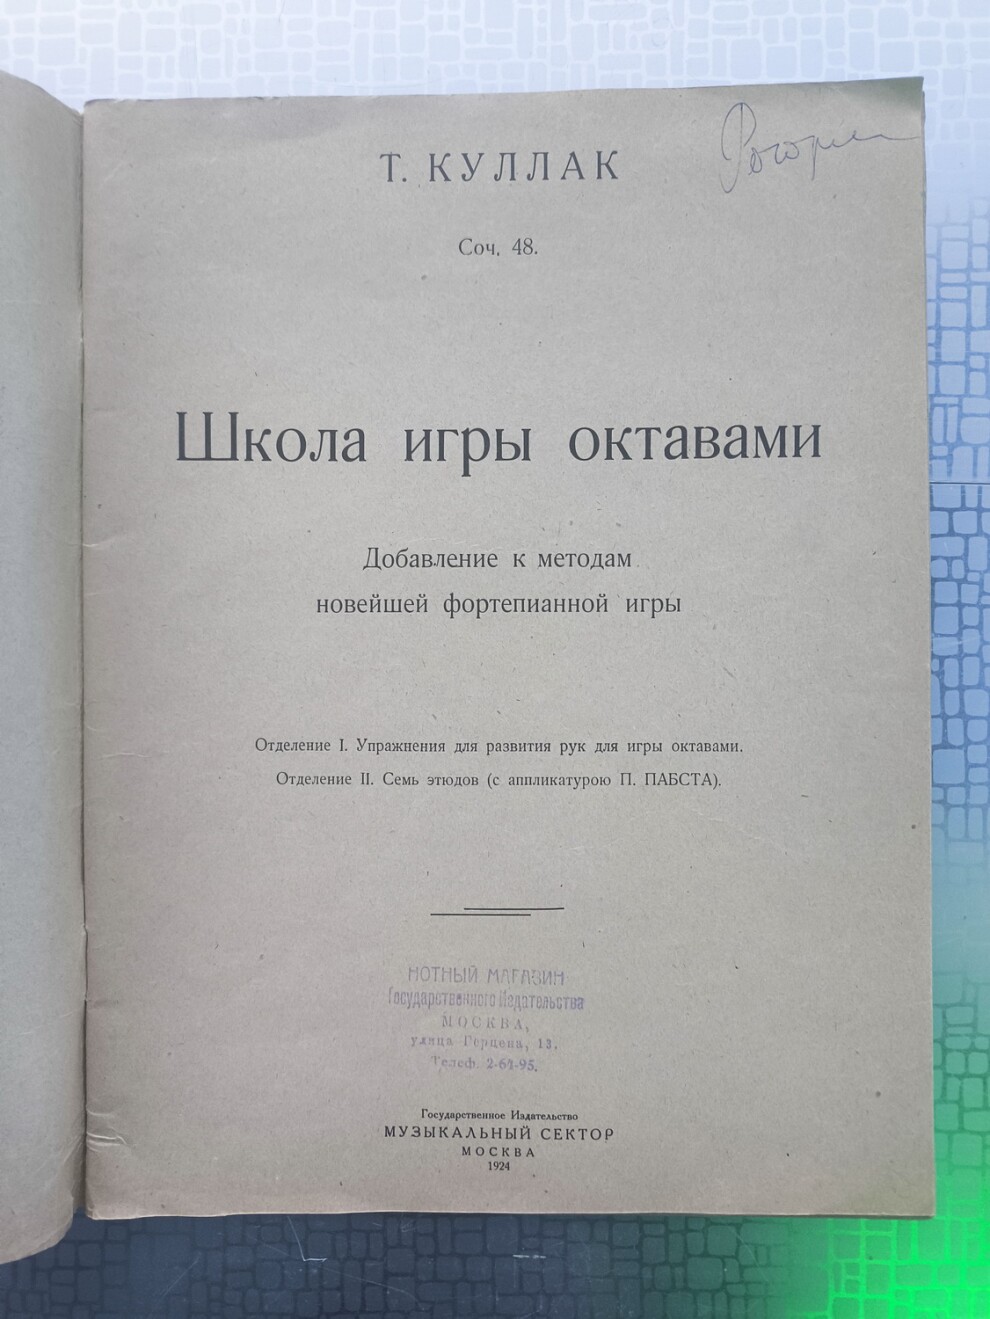 Т. КУЛЛАК
Соч. 48.
Школа игры октавами
Добавление к методам
новейшей фортепианной игры
Отделение I. Упражнения для развития рук для игры октавами.
Отделение II. Семь этюдов (с аппликатурою П. ПАБСТА).
НОТНЫЙ МАГАЗИН
Государственного Издательства
МОСКВА,
улица Герцена, 13.
Телеф. 2-61-95.
Государственное Издательство
МУЗЫКАЛЬНЫЙ СЕКТОР
МОСКВА
1924